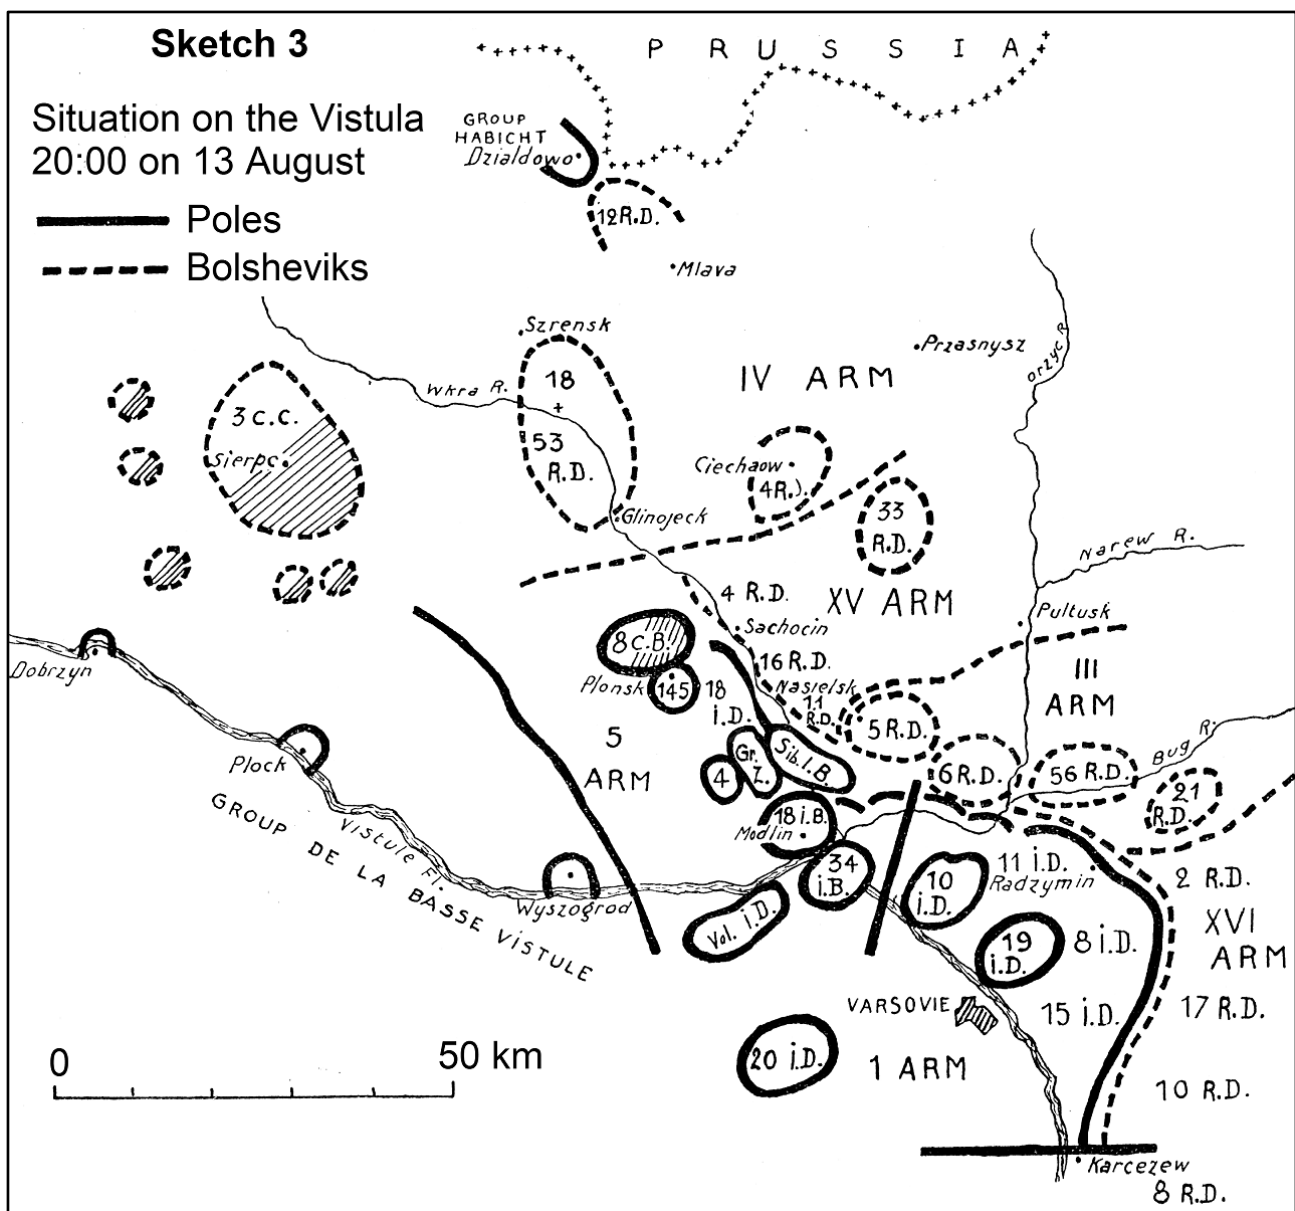 Sketch 3
Situation on the Vistula
20:00 on 13 August
Poles
Bolsheviks
PRUSSIA
GROUP
HABICHT
Dzialdowo
12 R.D.
Mlava
Szrensk
18
+
53
R.D.
Wkra R.
Glinojeck
IV ARM
Przasnysz
Orzyc R
3 C.C.
Sierpc
Ciechaow
4 R.D.
33
R.D.
Narew R.
4 R.D.
XV ARM
Pultusk
Sachocin
8 C.B.
16 R.D.
Plonsk
145
18
i.D.
Nasielsk
11
R.D.
5 R.D.
III
ARM
Dobrzyn
Plock
5
ARM
Gr.
Z.
Sib. I.B.
4
6 R.D.
56 R.D.
Bug R.
21
R.D.
18 i.B.
Modlin
GROUP DE LA BASSE VISTULE
Vistule Fl.
Wyszogrod
34
i.B.
Vol. i.D.
10
i.D.
11 i.D.
Radzymin
2 R.D.
XVI
ARM
19
i.D.
8 i.D.
VARSOVIE
15 i.D.
17 R.D.
20 i.D.
1 ARM
10 R.D.
0
50 km
Karcezew
8 R.D.